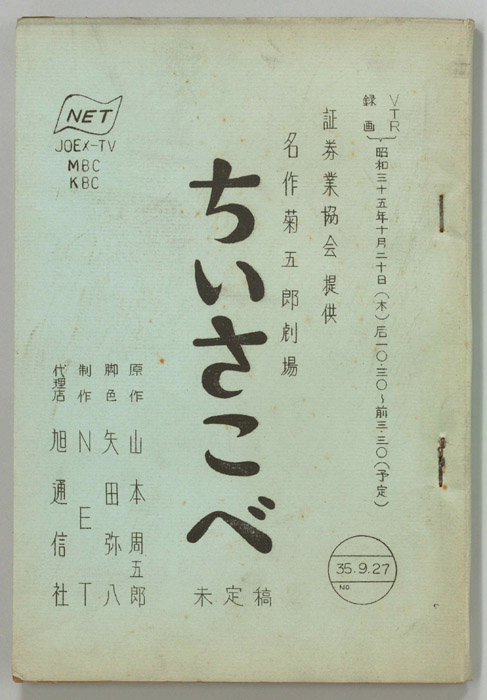 VTR
録画
昭和三十五年十月二十日(木)后一〇・三〇~前三・三〇(予定)
証券業協会提供
名作菊五郎劇場
ちいさこべ
未定稿
原作 山本周五郎
脚色 矢田弥八
制作 NET
代理店 旭通信社
NET
JOEX-TV
MBC
KBC
35.9.27
NO